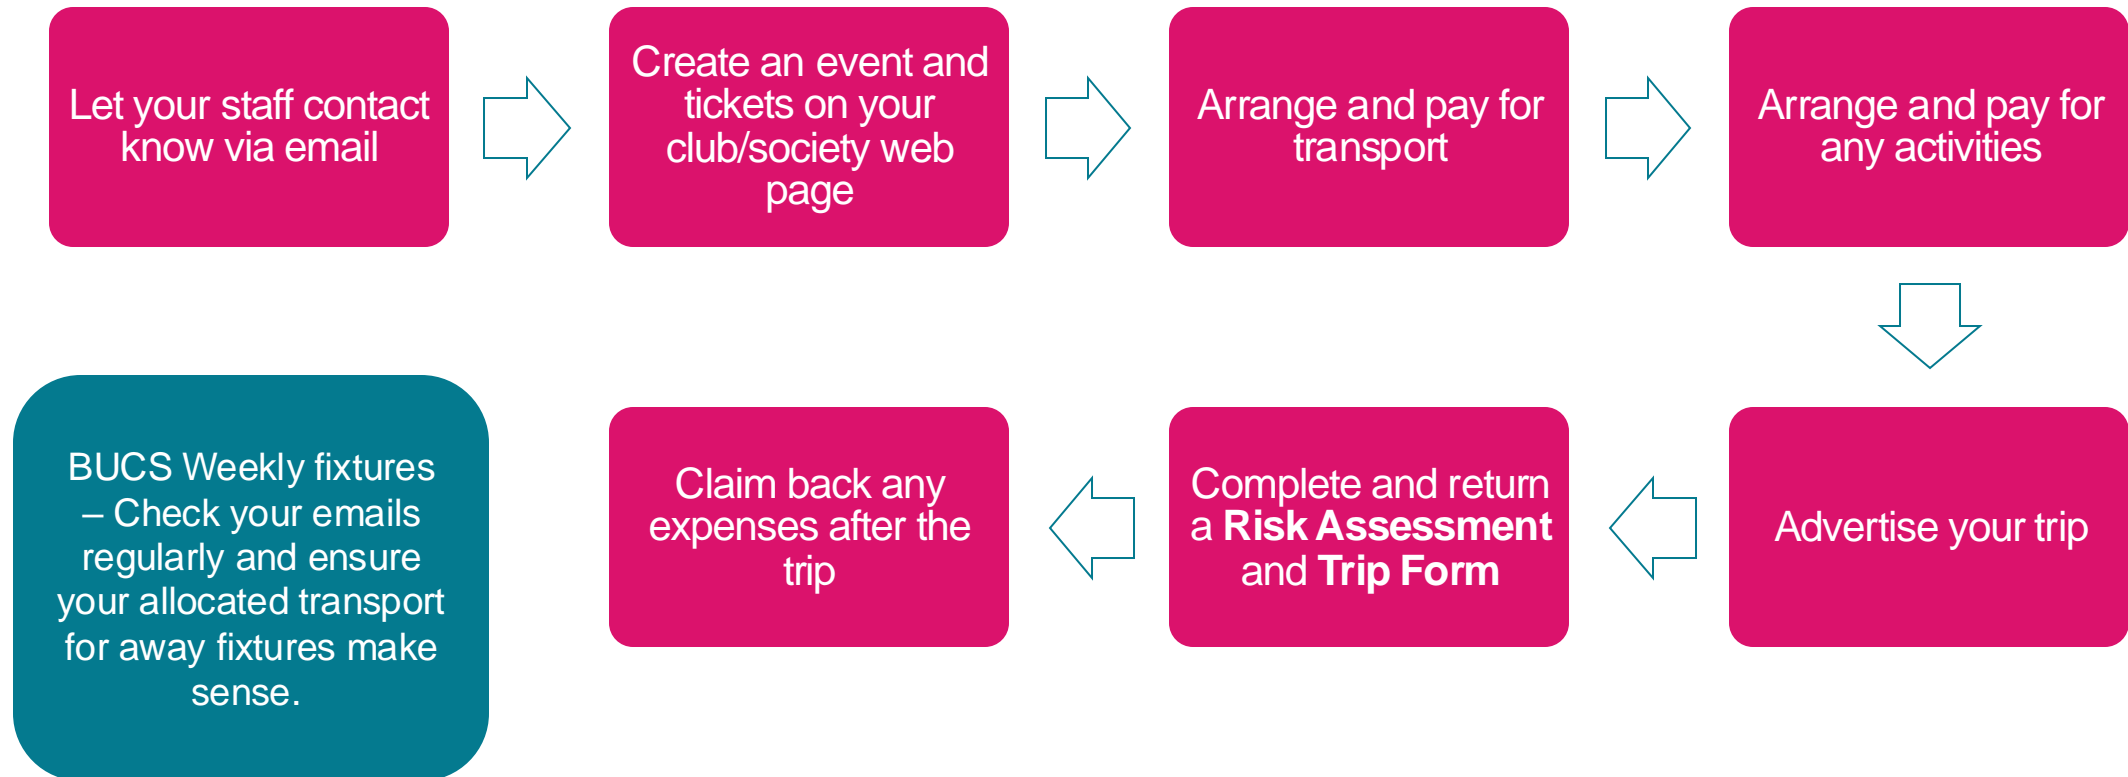 Let your staff contact
know via email
Create an event and
tickets on your
club/society web
page
Arrange and pay for
transport
Arrange and pay for
any activities
Advertise your trip
Complete and return
a Risk Assessment
and Trip Form
Claim back any
expenses after the
trip
BUCS Weekly fixtures
– Check your emails
regularly and ensure
your allocated transport
for away fixtures make
sense.